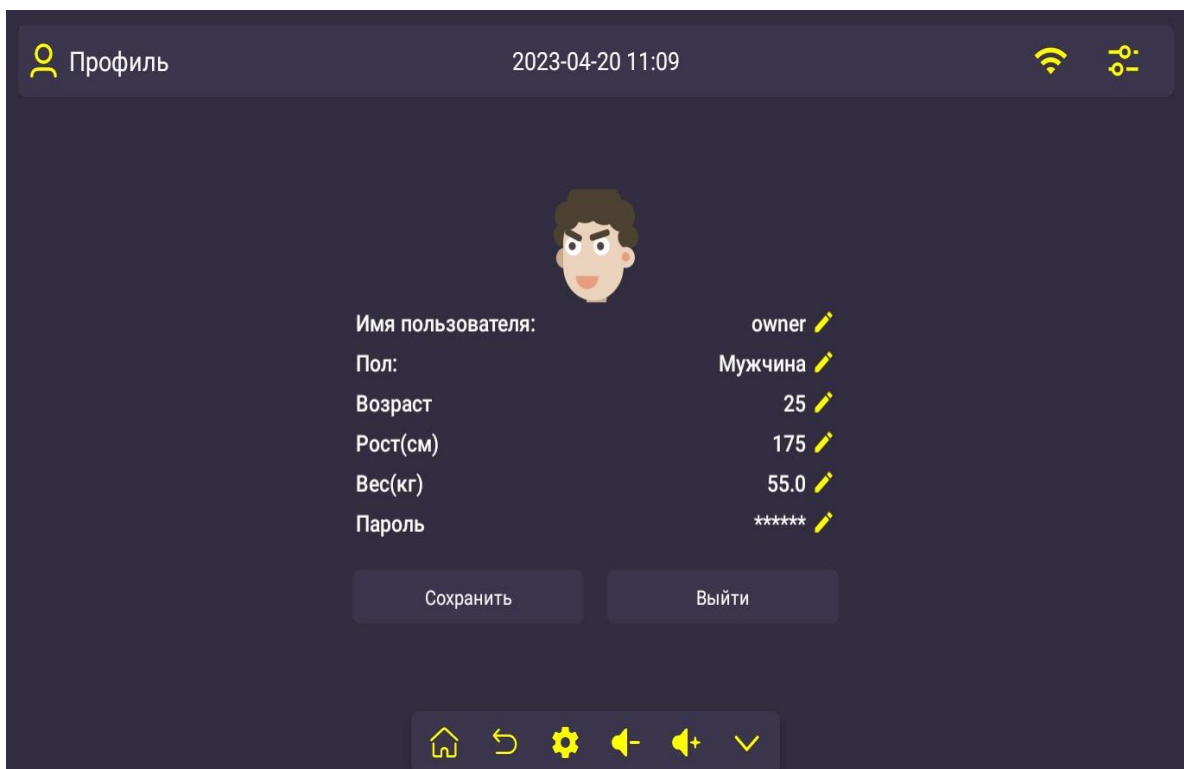 Профиль 2023-04-20 11:09
Имя пользователя: owner
Пол: Мужчина
Возраст 25
Рост(см) 175
Вес(кг) 55.0
Пароль ******
Сохранить Выйти